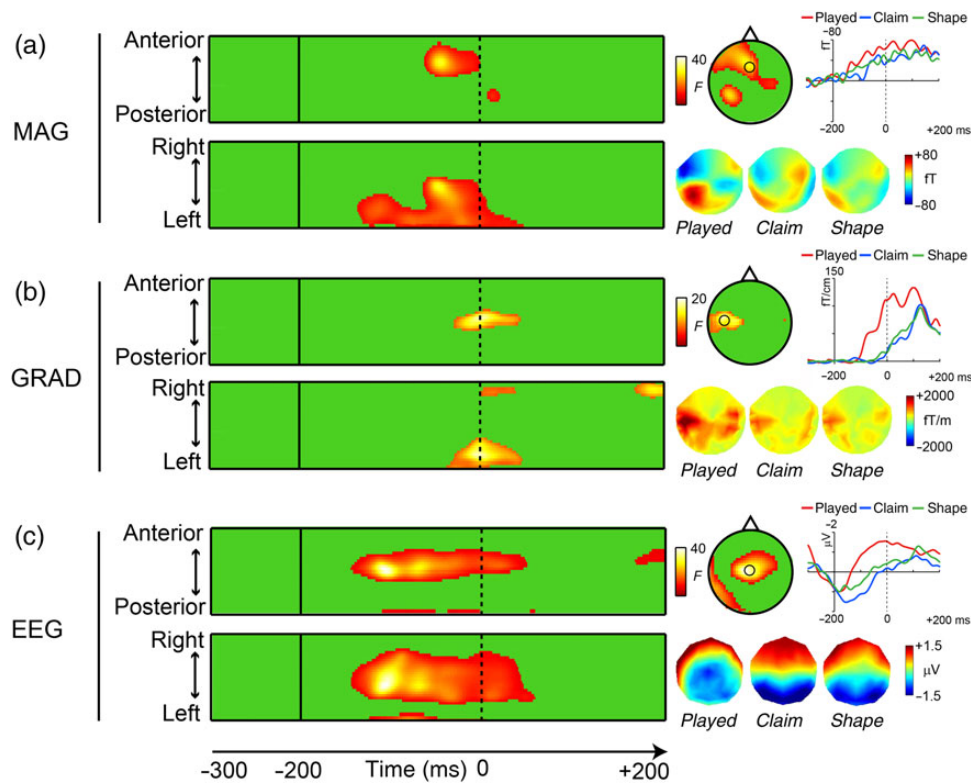 (a)
MAG
Anterior
Posterior
Right
Left
40
F
Played Claim Shape
−80
fT
−200 0 +200 ms
+80
fT
−80
Played Claim Shape
(b)
GRAD
Anterior
Posterior
Right
Left
20
F
Played Claim Shape
150
fT/cm
−200 0 +200 ms
+2000
fT/m
−2000
Played Claim Shape
(c)
EEG
Anterior
Posterior
Right
Left
40
F
Played Claim Shape
−2
µV
−200 0 +200 ms
+1.5
µV
−1.5
Played Claim Shape
−300 −200 Time (ms) 0 +200